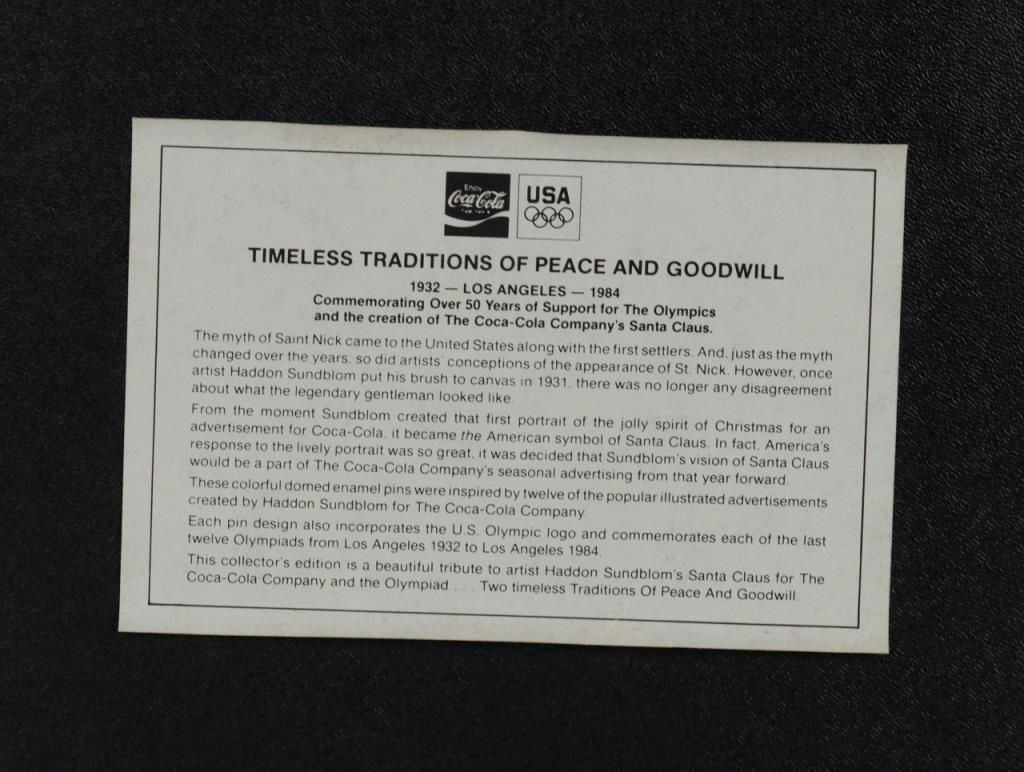 Enjoy
Coca-Cola
USA
TIMELESS TRADITIONS OF PEACE AND GOODWILL
1932 — LOS ANGELES — 1984
Commemorating Over 50 Years of Support for The Olympics
and the creation of The Coca-Cola Company's Santa Claus.
The myth of Saint Nick came to the United States along with the first settlers. And, just as the myth
changed over the years, so did artists' conceptions of the appearance of St. Nick. However, once
artist Haddon Sundblom put his brush to canvas in 1931, there was no longer any disagreement
about what the legendary gentleman looked like.
From the moment Sundblom created that first portrait of the jolly spirit of Christmas for an
advertisement for Coca-Cola, it became the American symbol of Santa Claus. In fact, America's
response to the lively portrait was so great, it was decided that Sundblom's vision of Santa Claus
would be a part of The Coca-Cola Company's seasonal advertising from that year forward.
These colorful domed enamel pins were inspired by twelve of the popular illustrated advertisements
created by Haddon Sundblom for The Coca-Cola Company.
Each pin design also incorporates the U.S. Olympic logo and commemorates each of the last
twelve Olympiads from Los Angeles 1932 to Los Angeles 1984.
This collector's edition is a beautiful tribute to artist Haddon Sundblom's Santa Claus for The
Coca-Cola Company and the Olympiad . . . Two timeless Traditions Of Peace And Goodwill.